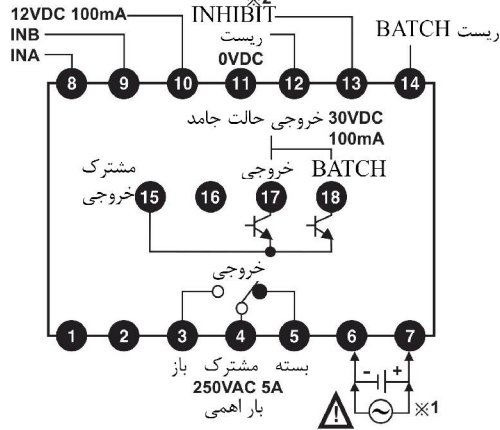 12VDC 100mA
※2
INHIBIT
INB
INA
ریست
0VDC
ریست BATCH
8 9 10 11 12 13 14
خروجی حالت جامد 30VDC
100mA
مشترک
خروجی
خروجی BATCH
15 16 17 18
خروجی
1 2 3 4 5 6 7
باز مشترک بسته
250VAC 5A
بار اهمی
- +
※1